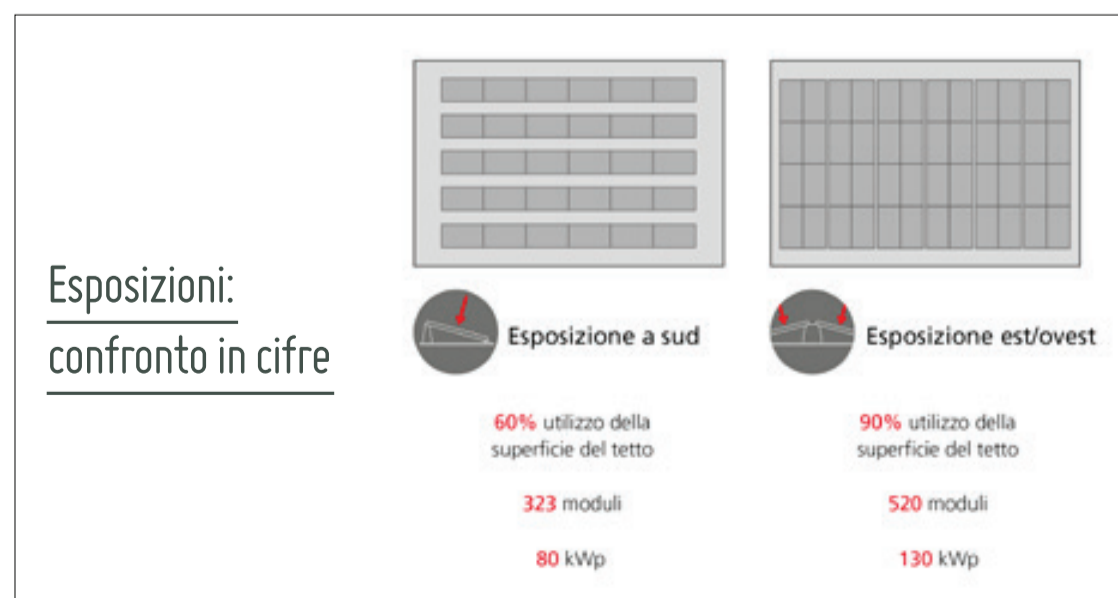 Esposizioni:
confronto in cifre
Esposizione a sud
60% utilizzo della
superficie del tetto
323 moduli
80 kWp
Esposizione est/ovest
90% utilizzo della
superficie del tetto
520 moduli
130 kWp